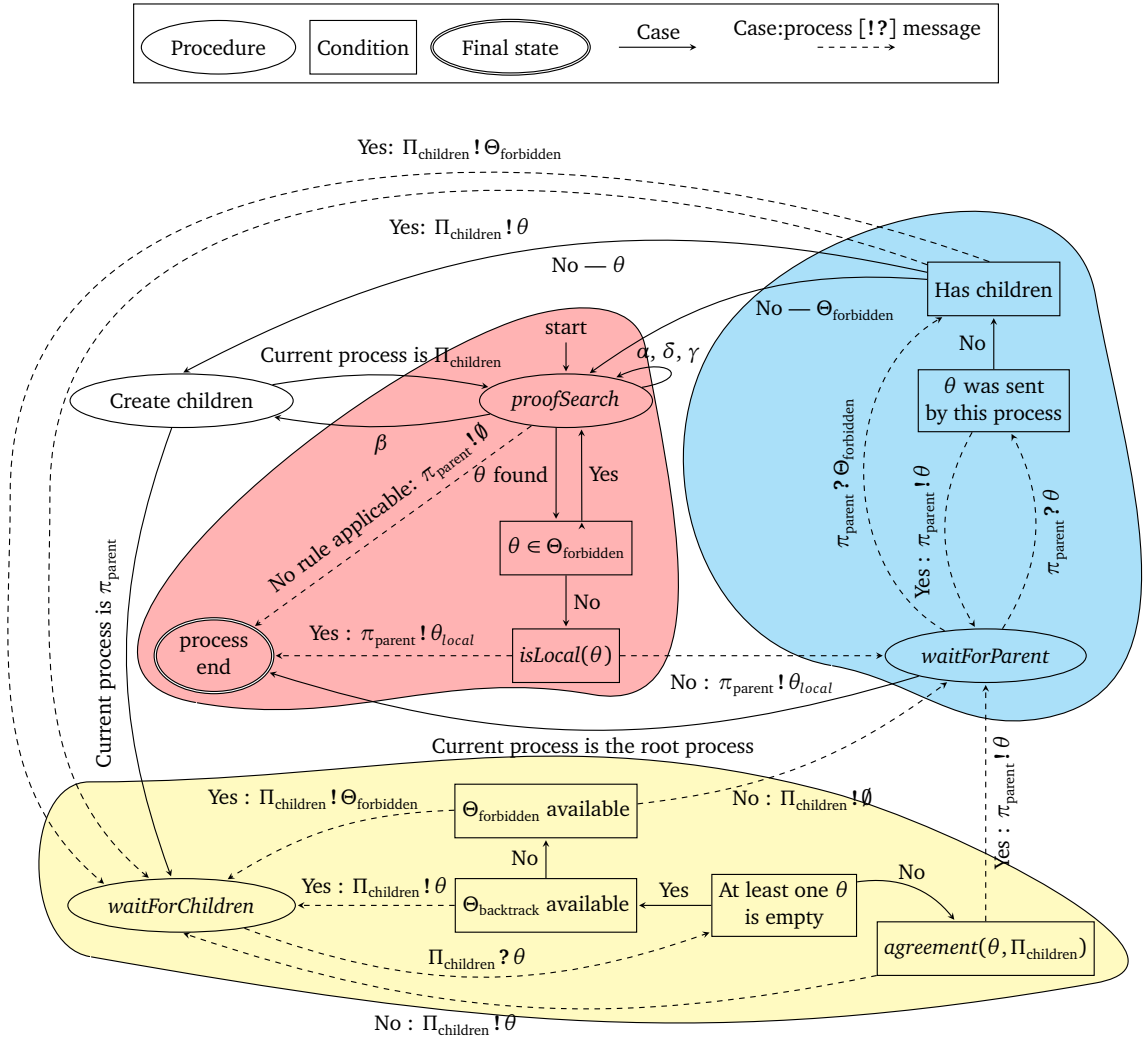 Procedure
Condition
Final state
Case
Case:process [!?] message
Yes: Π_children ! Θ_forbidden
Yes: Π_children ! θ
No — θ
Has children
No — Θ_forbidden
start
No
Current process is Π_children
α, δ, γ
Create children
proofSearch
θ was sent
by this process
β
No rule applicable: π_parent ! ∅
θ found
Yes
π_parent ? Θ_forbidden
Yes : π_parent ! θ
π_parent ? θ
θ ∈ Θ_forbidden
No
Current process is π_parent
process
end
Yes : π_parent ! θ_local
isLocal(θ)
waitForParent
No : π_parent ! θ_local
Current process is the root process
Yes : Π_children ! Θ_forbidden
Θ_forbidden available
No : Π_children ! ∅
Yes : π_parent ! θ
No
Yes : Π_children ! θ
waitForChildren
Θ_backtrack available
Yes
At least one θ
is empty
No
Π_children ? θ
agreement(θ, Π_children)
No : Π_children ! θ